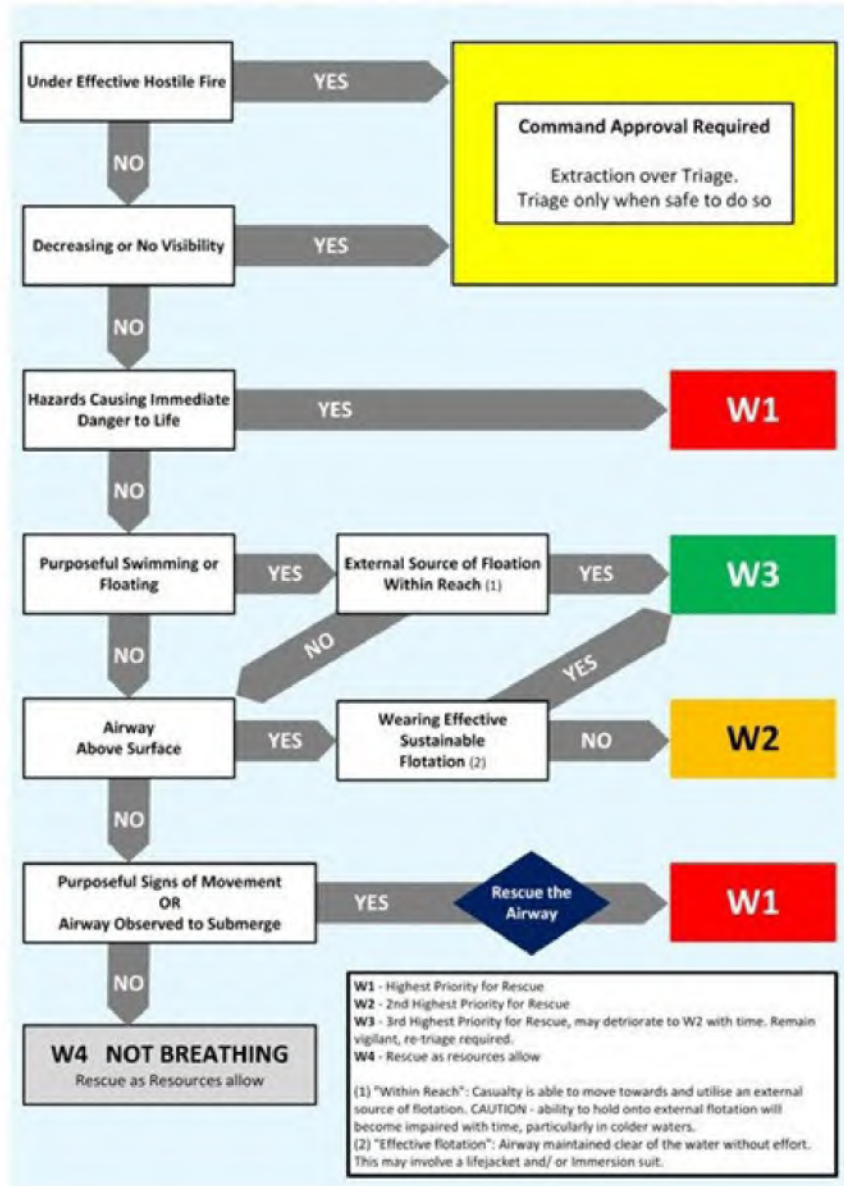 Under Effective Hostile Fire
YES
Command Approval Required
Extraction over Triage.
Triage only when safe to do so
NO
Decreasing or No Visibility
YES
NO
Hazards Causing Immediate
Danger to Life
YES
W1
NO
Purposeful Swimming or
Floating
YES
External Source of Floation
Within Reach (1)
YES
W3
NO
NO
YES
Airway
Above Surface
YES
Wearing Effective
Sustainable
Flotation (2)
NO
W2
NO
Purposeful Signs of Movement
OR
Airway Observed to Submerge
YES
Rescue the
Airway
W1
NO
W4 NOT BREATHING
Rescue as Resources allow
W1 - Highest Priority for Rescue
W2 - 2nd Highest Priority for Rescue
W3 - 3rd Highest Priority for Rescue, may detriorate to W2 with time. Remain
vigilant, re-triage required.
W4 - Rescue as resources allow
(1) "Within Reach": Casualty is able to move towards and utilise an external
source of flotation. CAUTION - ability to hold onto external flotation will
become impaired with time, particularly in colder waters.
(2) "Effective flotation": Airway maintained clear of the water without effort.
This may involve a lifejacket and/ or Immersion suit.